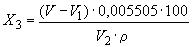 X₃ = (V − V₁) · 0,005505 · 100 / V₂ · ρ